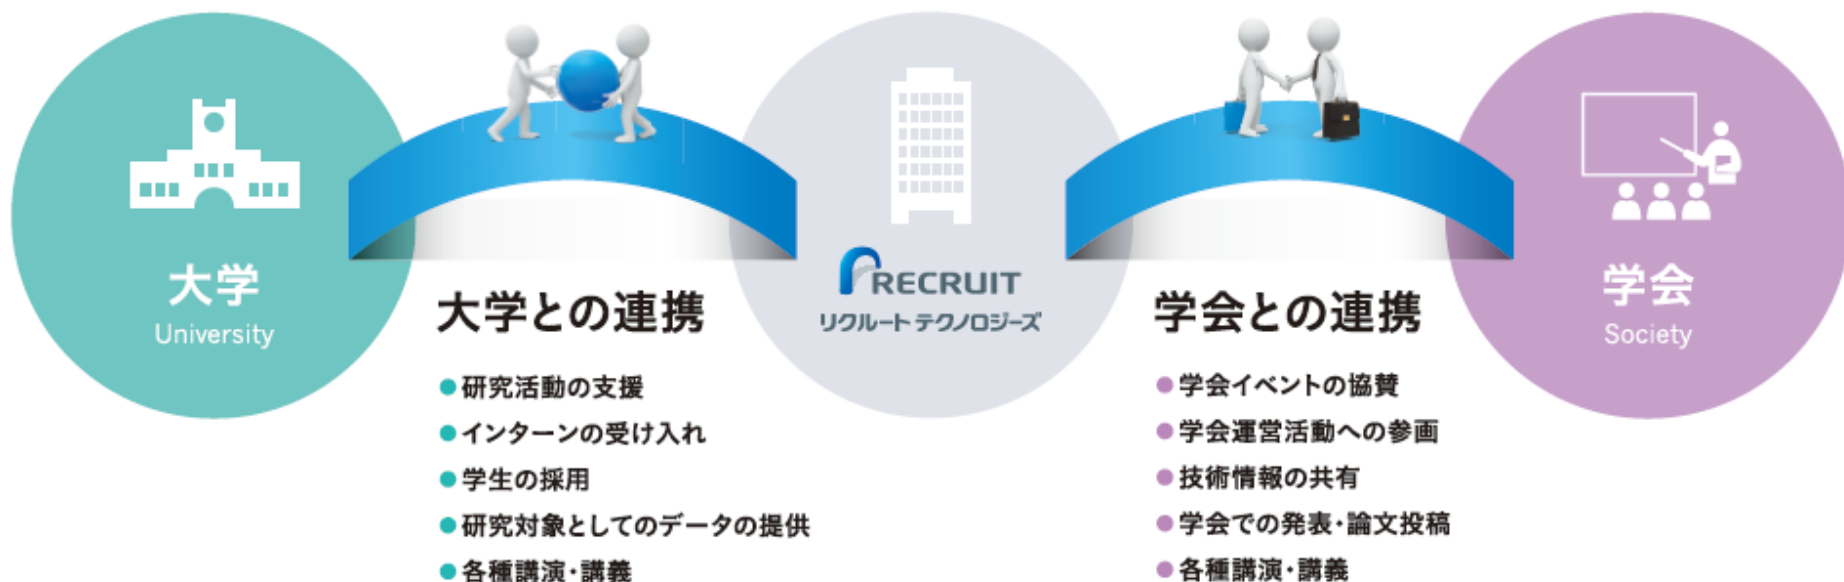 大学
University
大学との連携
● 研究活動の支援
● インターンの受け入れ
● 学生の採用
● 研究対象としてのデータの提供
● 各種講演・講義
RECRUIT
リクルート テクノロジーズ
学会との連携
● 学会イベントの協賛
● 学会運営活動への参画
● 技術情報の共有
● 学会での発表・論文投稿
● 各種講演・講義
学会
Society